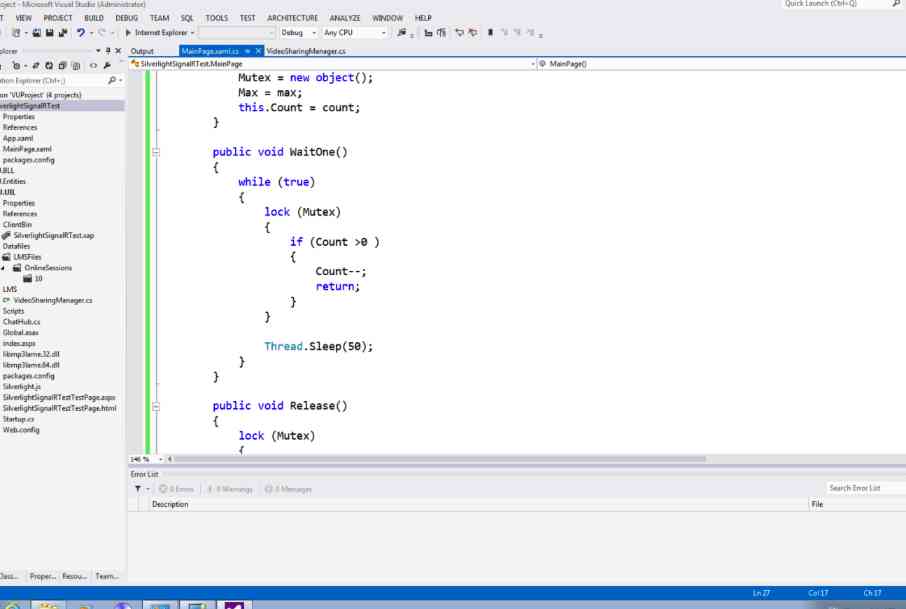 oject - Microsoft Visual Studio (Administrator)
Quick Launch (Ctrl+Q)
VIEW PROJECT BUILD DEBUG TEAM SQL TOOLS TEST ARCHITECTURE ANALYZE WINDOW HELP
Internet Explorer Debug Any CPU
plorer
Output MainPage.xaml.cs VideoSharingManager.cs
SilverlightSignalRTest.MainPage MainPage()
tion Explorer (Ctrl+;)
on 'VUProject' (4 projects)
verlightSignalRTest
Properties
References
App.xaml
MainPage.xaml
packages.config
.BLL
.Entities
.UIL
Properties
References
ClientBin
SilverlightSignalRTest.xap
Datafiles
LMSFiles
OnlineSessions
10
LMS
VideoSharingManager.cs
Scripts
ChatHub.cs
Global.asax
index.aspx
libmp3lame.32.dll
libmp3lame.64.dll
packages.config
Silverlight.js
SilverlightSignalRTestTestPage.aspx
SilverlightSignalRTestTestPage.html
Startup.cs
Web.config
Mutex = new object();
Max = max;
this.Count = count;
}
public void WaitOne()
{
while (true)
{
lock (Mutex)
{
if (Count >0 )
{
Count--;
return;
}
}
Thread.Sleep(50);
}
}
public void Release()
{
lock (Mutex)
{
146 %
Error List
0 Errors 0 Warnings 0 Messages
Search Error List
Description File
Class... Proper... Resou... Team...
Ln 27 Col 17 Ch 17